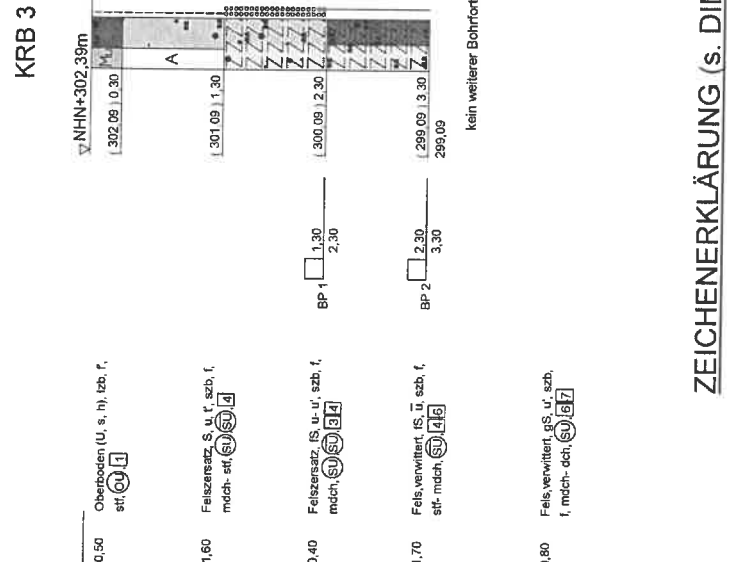 KRB 3
▽NHN+302,39m
( 302,09 ) 0,30
Mu
( 301,09 ) 1,30
A
( 300,09 ) 2,30
Z Z Z Z Z
( 299,09 ) 3,30
299,09
Z
kein weiterer Bohrfort
BP 1
1,30
2,30
BP 2
2,30
3,30
0,50
Oberboden (U, s, h), tzb, f',
stf, OU, 1
1,60
Felszersatz, S, u, t', szb, f,
mdch- stf, SU SU, 4
0,40
Felszersatz, fS, u- u', szb, f,
mdch, SU SU, 3 4
1,70
Fels,verwittert, fS, ū, szb, f,
stf- mdch, SU, 4 6
0,80
Fels,verwittert, gS, u', szb,
f, mdch- dch, SU, 6 7
ZEICHENERKLÄRUNG (s. DI